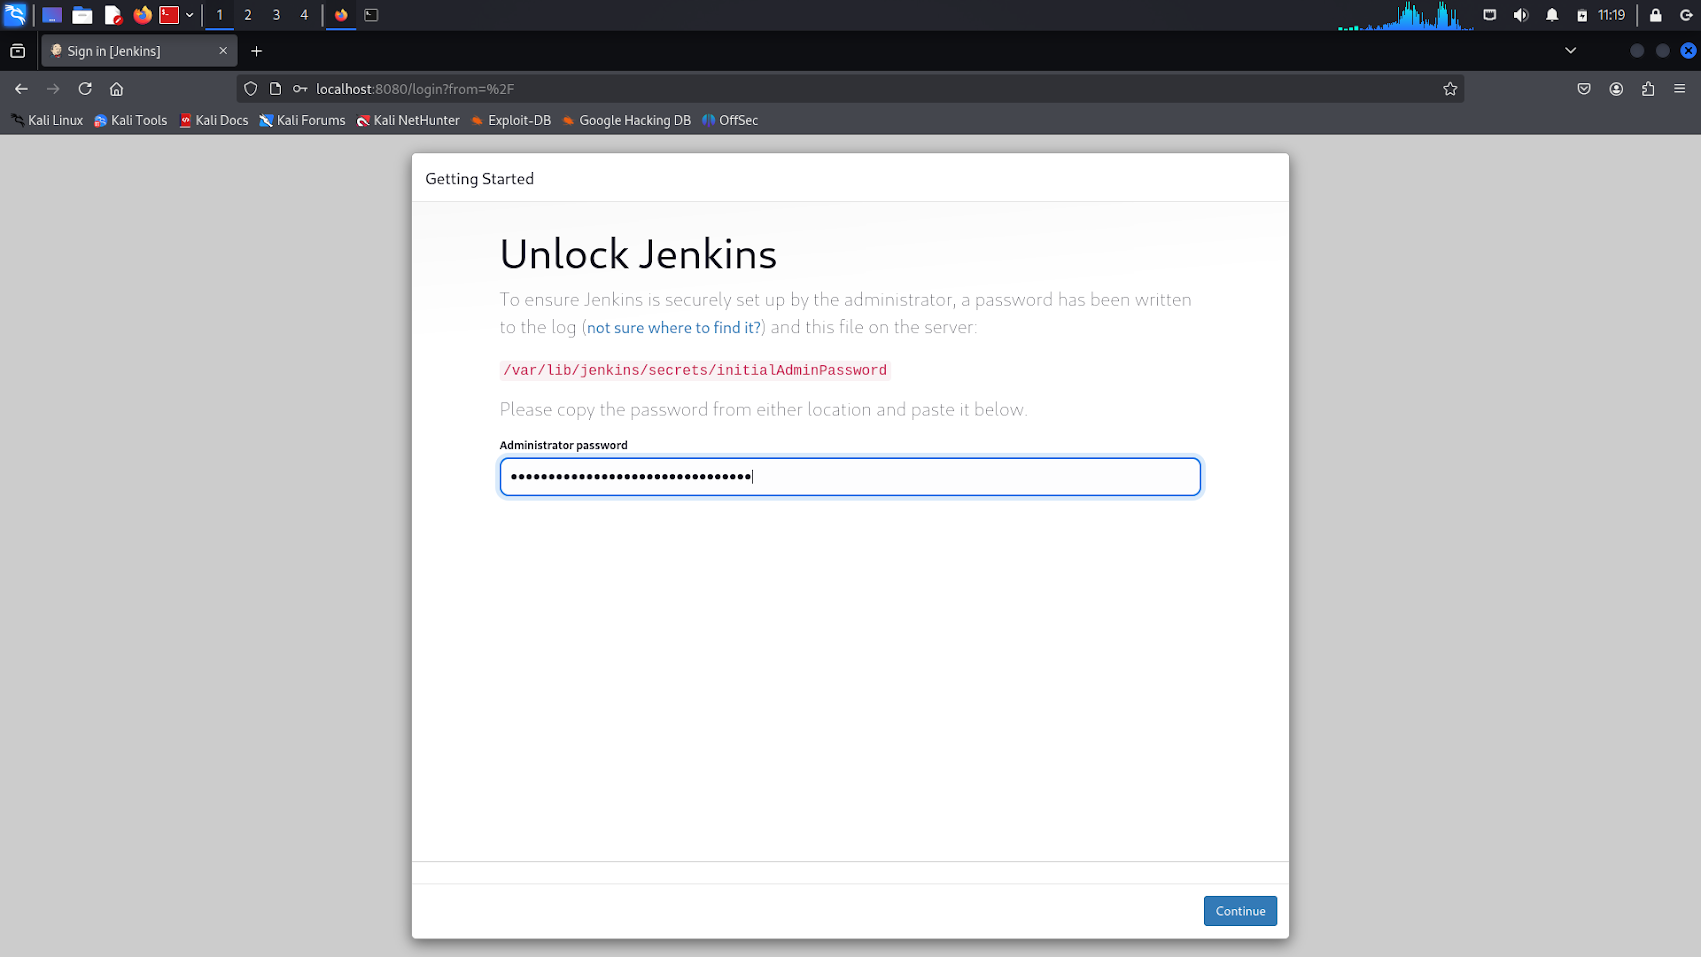 1 2 3 4 11:19
Sign in [Jenkins]
localhost:8080/login?from=%2F
Kali Linux Kali Tools Kali Docs Kali Forums Kali NetHunter Exploit-DB Google Hacking DB OffSec
Getting Started
Unlock Jenkins
To ensure Jenkins is securely set up by the administrator, a password has been written
to the log (not sure where to find it?) and this file on the server:
/var/lib/jenkins/secrets/initialAdminPassword
Please copy the password from either location and paste it below.
Administrator password
••••••••••••••••••••••••••••••••
Continue